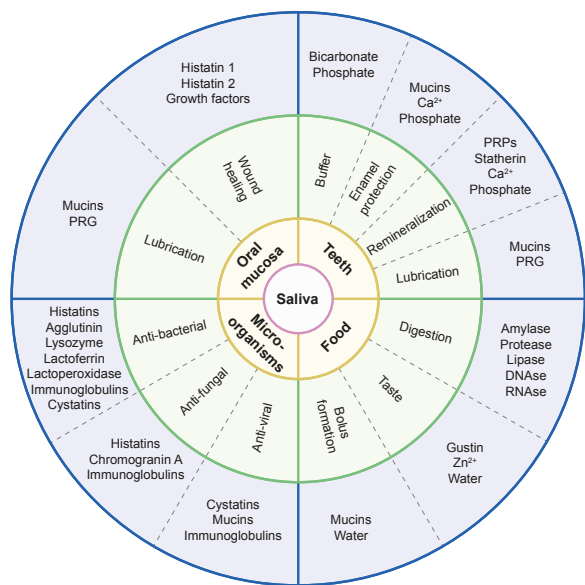 Histatin 1
Histatin 2
Growth factors
Bicarbonate
Phosphate
Mucins
Ca²⁺
Phosphate
PRPs
Statherin
Ca²⁺
Phosphate
Mucins
PRG
Mucins
PRG
Wound
healing
Lubrication
Buffer
Enamel
protection
Remineralization
Lubrication
Oral
mucosa
Teeth
Saliva
Micro-
organisms
Food
Anti-bacterial
Anti-fungal
Anti-viral
Bolus
formation
Taste
Digestion
Histatins
Agglutinin
Lysozyme
Lactoferrin
Lactoperoxidase
Immunoglobulins
Cystatins
Histatins
Chromogranin A
Immunoglobulins
Cystatins
Mucins
Immunoglobulins
Mucins
Water
Gustin
Zn²⁺
Water
Amylase
Protease
Lipase
DNAse
RNAse